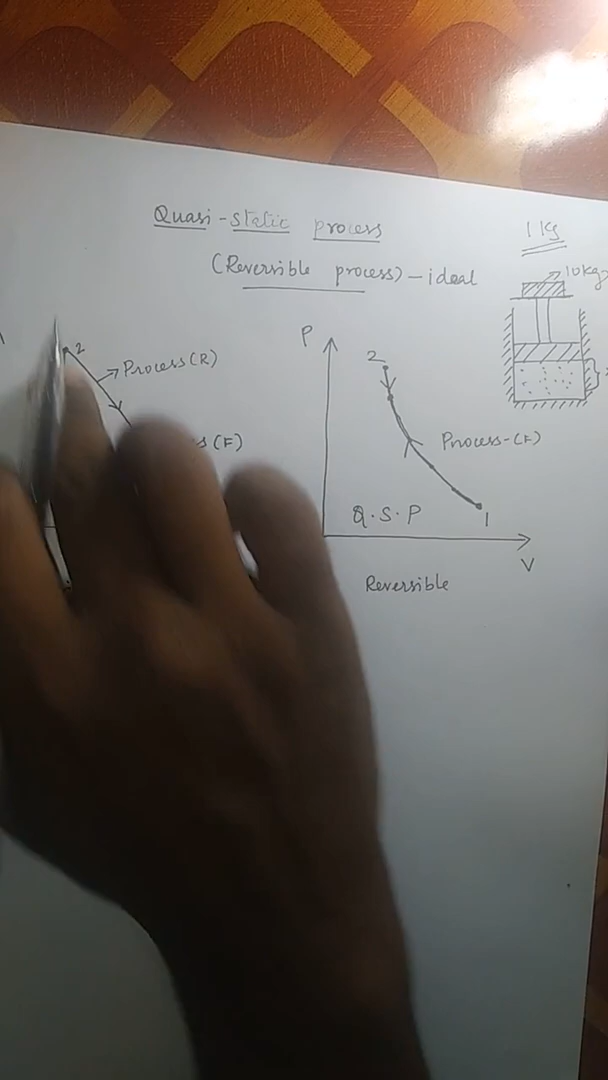 Quasi-static process
(Reversible process) - ideal
1 kg
10 kg
2
Process (R)
(F)
P
2
Process-(F)
Q.S.P
1
V
Reversible